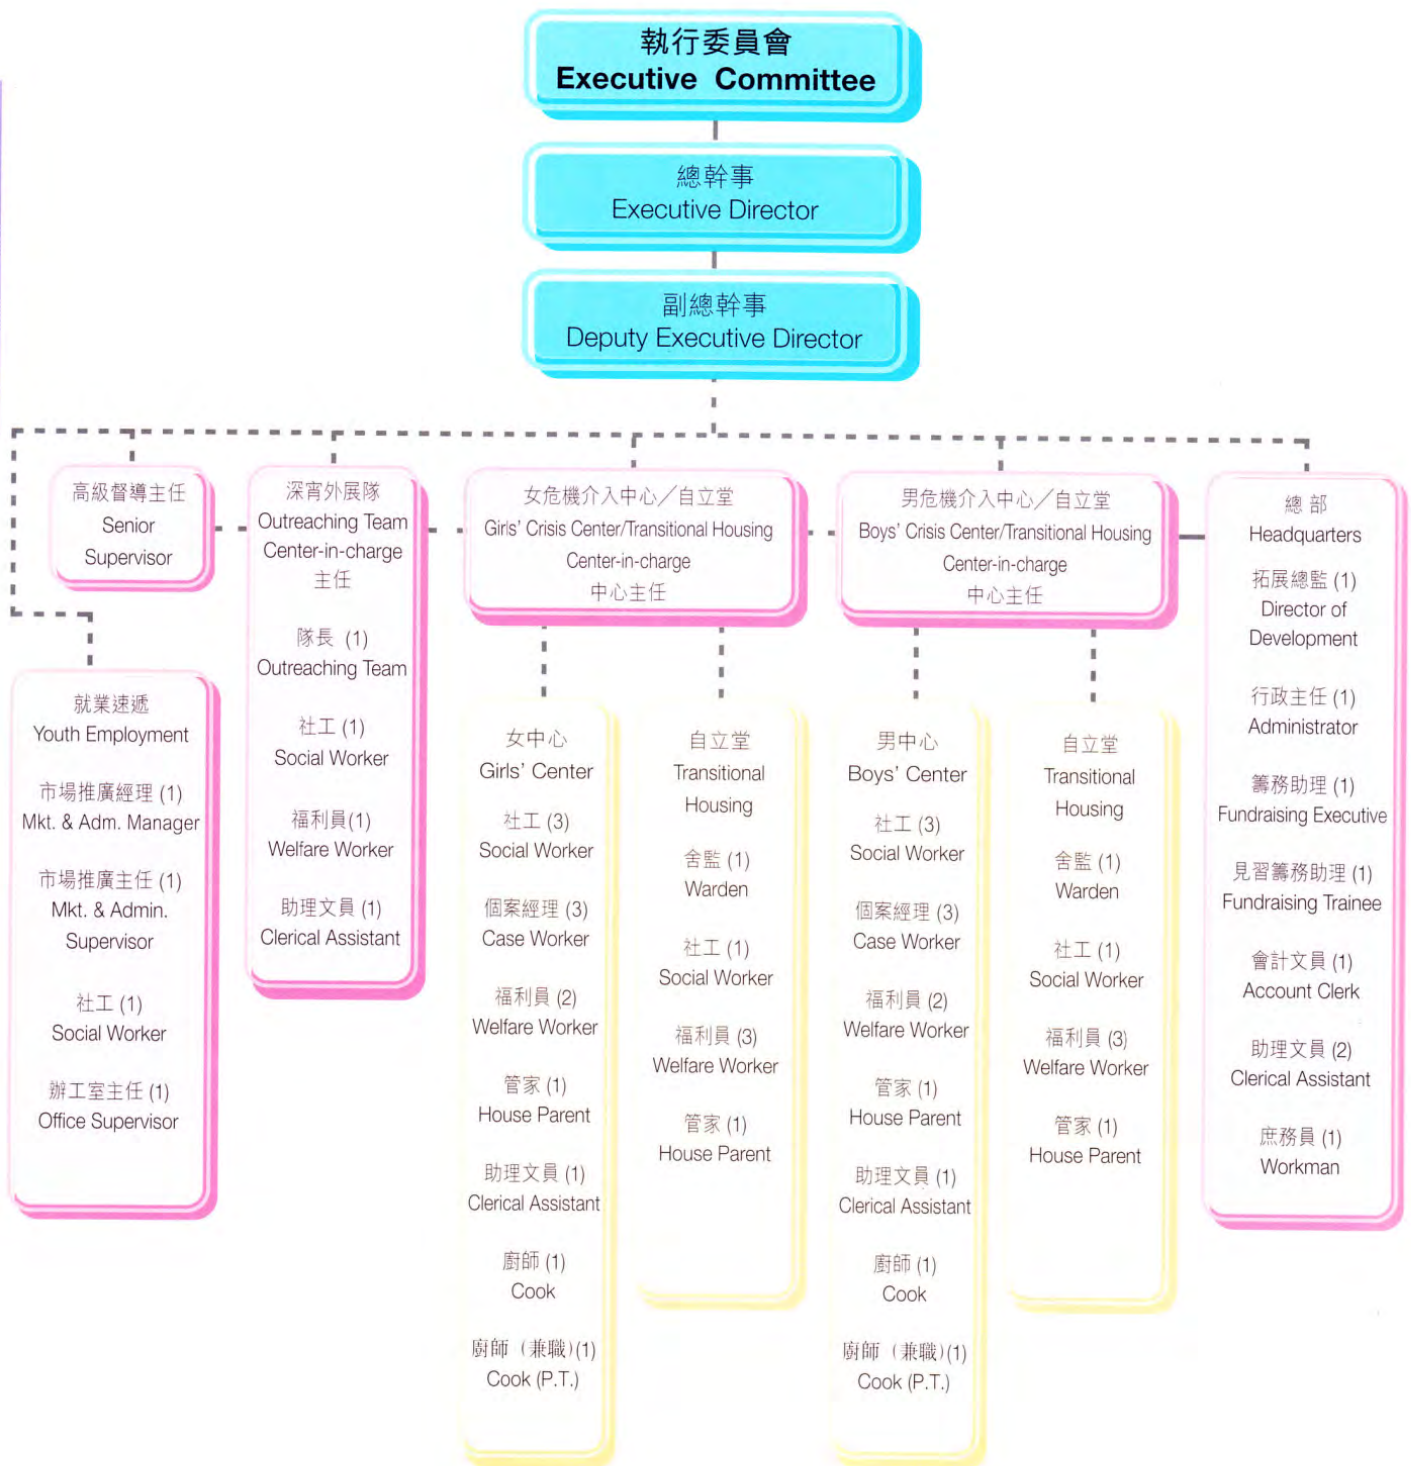 執行委員會
Executive Committee
總幹事
Executive Director
副總幹事
Deputy Executive Director
高級督導主任
Senior
Supervisor
深宵外展隊
Outreaching Team
Center-in-charge
主任
隊長 (1)
Outreaching Team
社工 (1)
Social Worker
福利員(1)
Welfare Worker
助理文員 (1)
Clerical Assistant
女危機介入中心／自立堂
Girls' Crisis Center/Transitional Housing
Center-in-charge
中心主任
男危機介入中心／自立堂
Boys' Crisis Center/Transitional Housing
Center-in-charge
中心主任
總部
Headquarters
拓展總監 (1)
Director of
Development
行政主任 (1)
Administrator
籌務助理 (1)
Fundraising Executive
見習籌務助理 (1)
Fundraising Trainee
會計文員 (1)
Account Clerk
助理文員 (2)
Clerical Assistant
庶務員 (1)
Workman
就業速遞
Youth Employment
市場推廣經理 (1)
Mkt. & Adm. Manager
市場推廣主任 (1)
Mkt. & Admin.
Supervisor
社工 (1)
Social Worker
辦工室主任 (1)
Office Supervisor
女中心
Girls' Center
社工 (3)
Social Worker
個案經理 (3)
Case Worker
福利員 (2)
Welfare Worker
管家 (1)
House Parent
助理文員 (1)
Clerical Assistant
廚師 (1)
Cook
廚師（兼職)(1)
Cook (P.T.)
自立堂
Transitional
Housing
舍監 (1)
Warden
社工 (1)
Social Worker
福利員 (3)
Welfare Worker
管家 (1)
House Parent
男中心
Boys' Center
社工 (3)
Social Worker
個案經理 (3)
Case Worker
福利員 (2)
Welfare Worker
管家 (1)
House Parent
助理文員 (1)
Clerical Assistant
廚師 (1)
Cook
廚師（兼職)(1)
Cook (P.T.)
自立堂
Transitional
Housing
舍監 (1)
Warden
社工 (1)
Social Worker
福利員 (3)
Welfare Worker
管家 (1)
House Parent